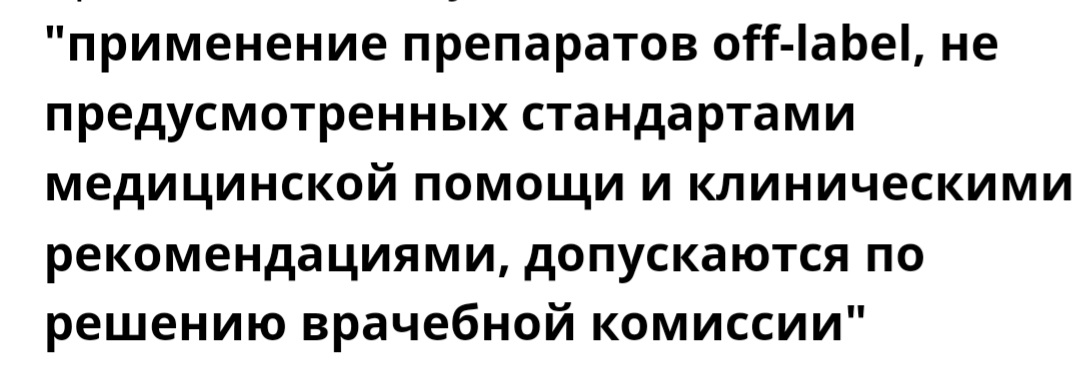 "применение препаратов off-label, не
предусмотренных стандартами
медицинской помощи и клиническими
рекомендациями, допускаются по
решению врачебной комиссии"